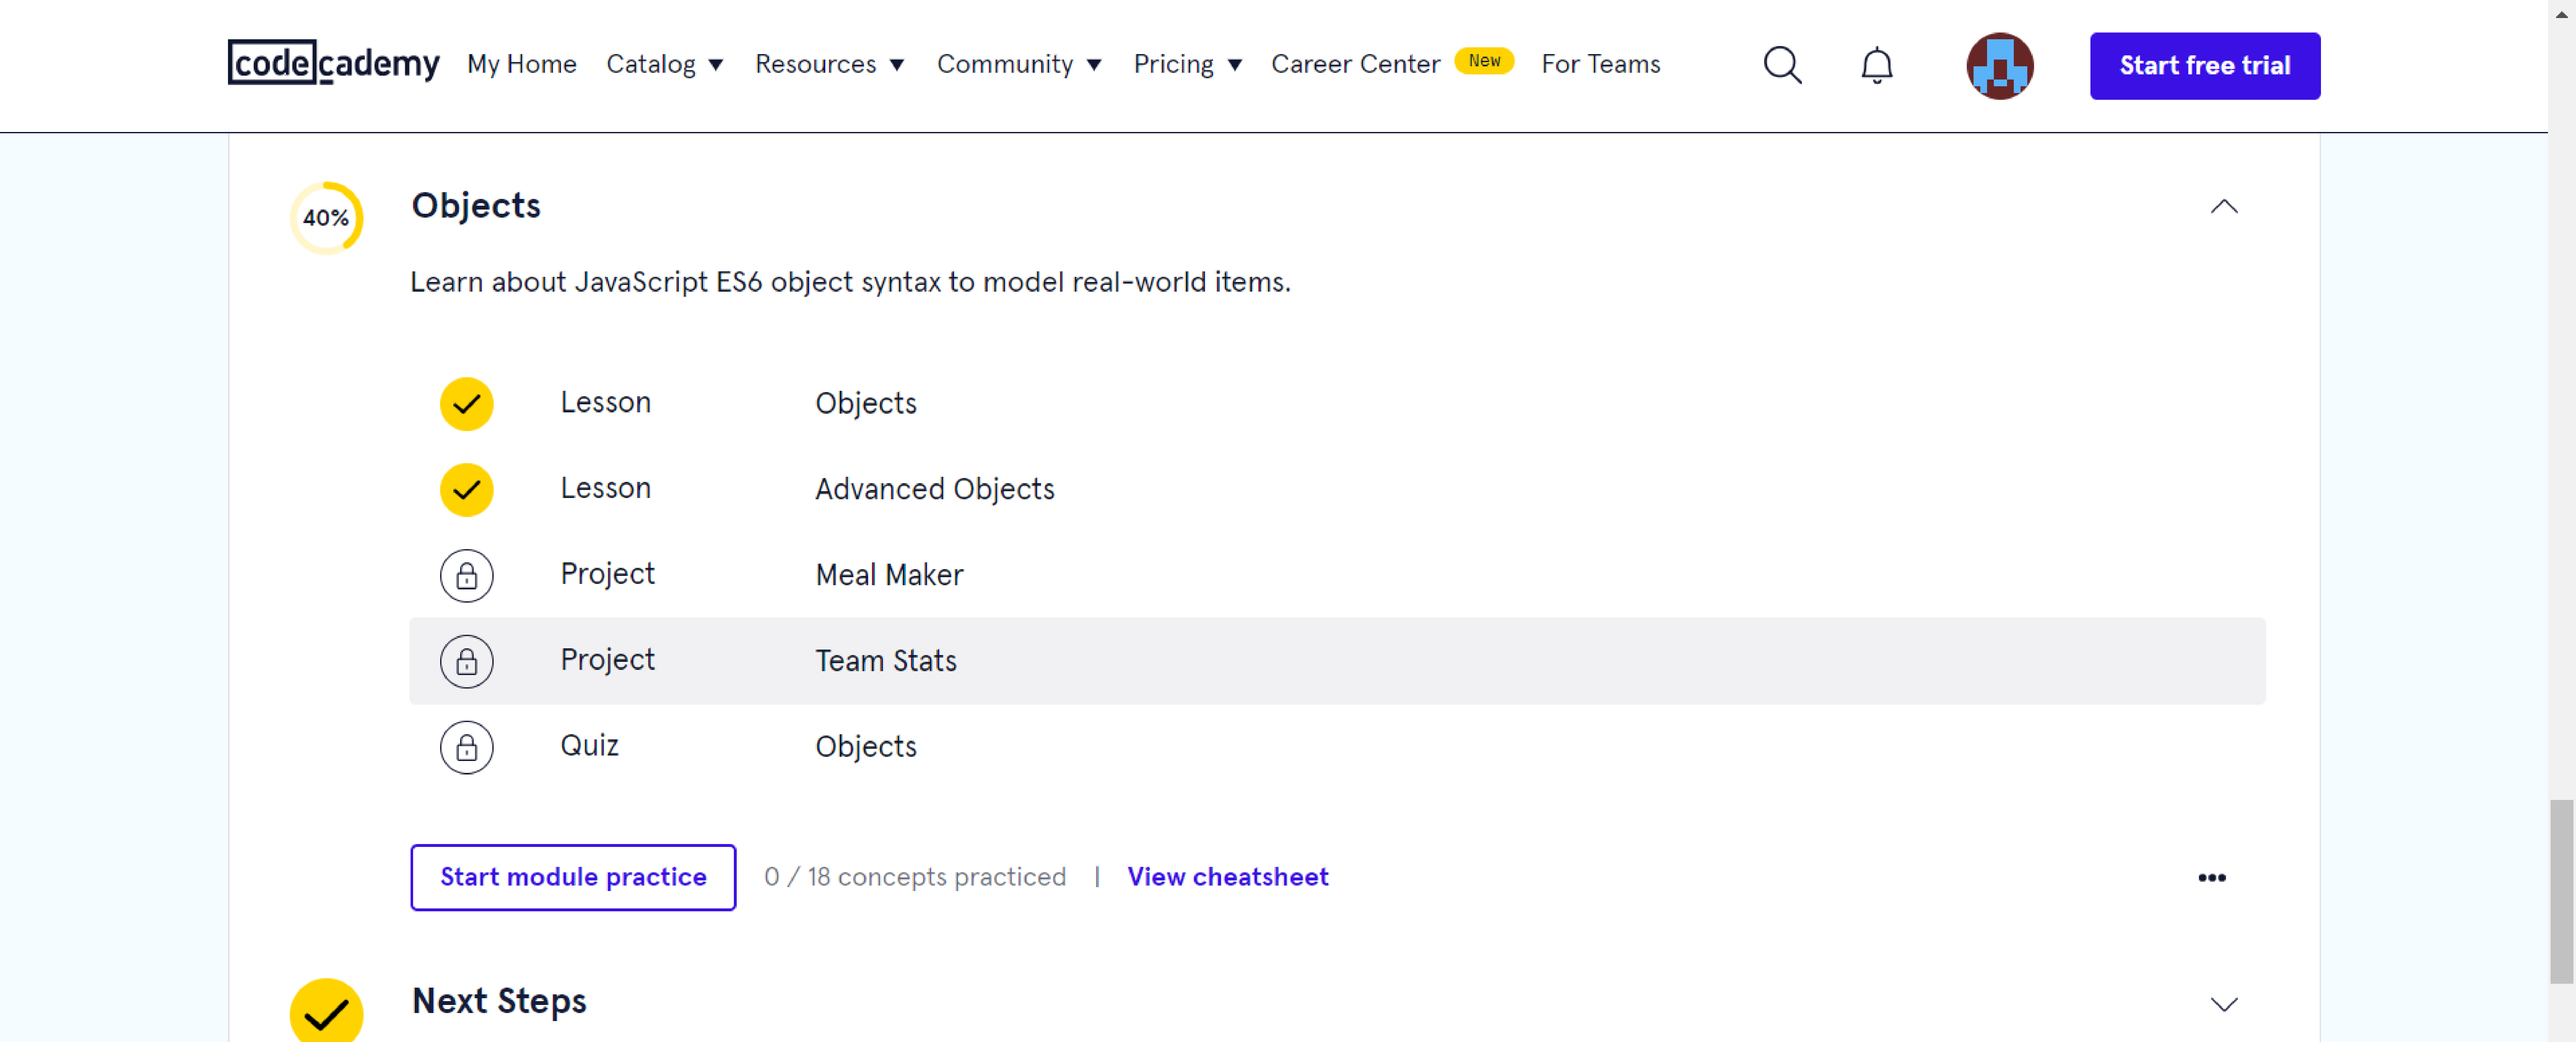 codecademy My Home Catalog Resources Community Pricing Career Center New For Teams Start free trial
40% Objects
Learn about JavaScript ES6 object syntax to model real-world items.
Lesson Objects
Lesson Advanced Objects
Project Meal Maker
Project Team Stats
Quiz Objects
Start module practice 0 / 18 concepts practiced | View cheatsheet
Next Steps